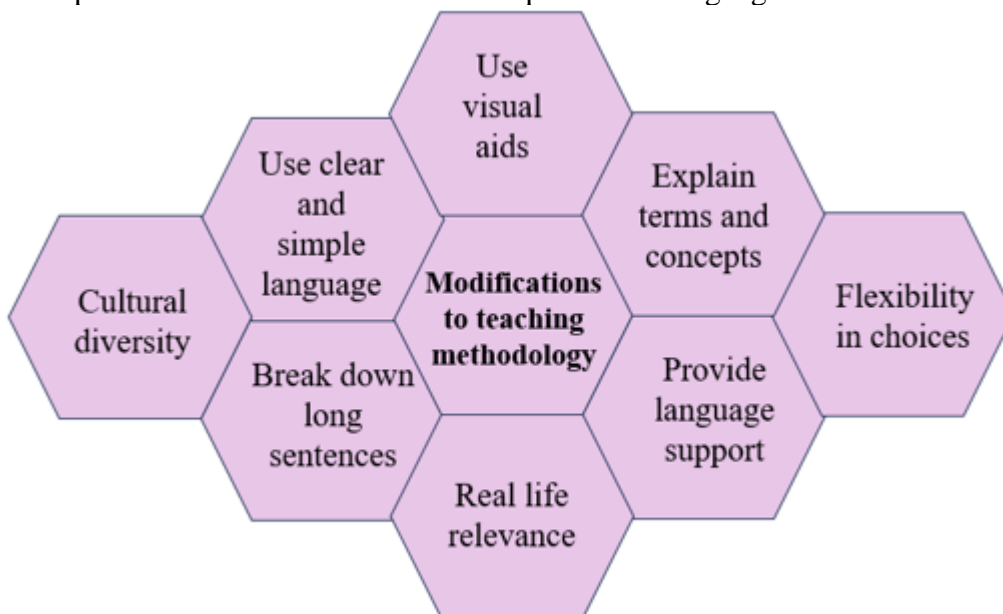 Use
visual
aids
Use clear
and
simple
language
Explain
terms and
concepts
Cultural
diversity
Modifications
to teaching
methodology
Flexibility
in choices
Break down
long
sentences
Provide
language
support
Real life
relevance